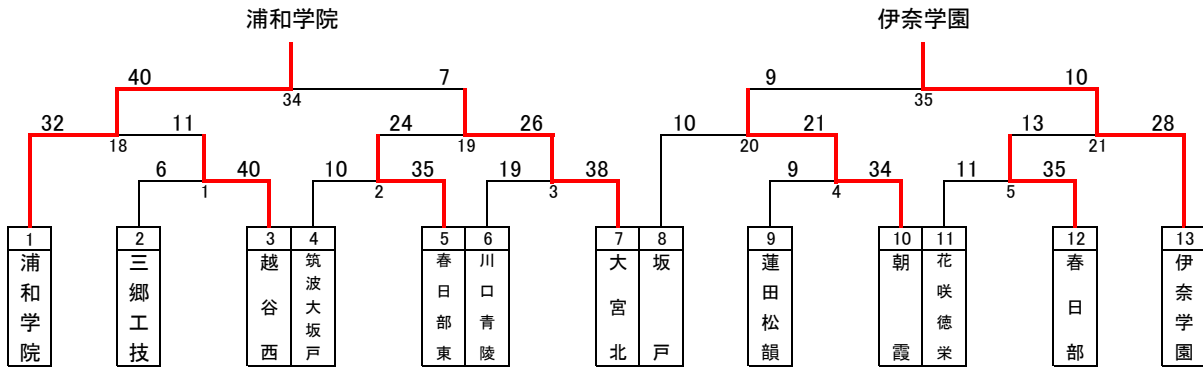 浦和学院 伊奈学園
40 7 9 10
34 35
32 11 24 26 10 21 13 28
18 19 20 21
6 40 10 35 19 38 9 34 11 35
1 2 3 4 5
1 2 3 4 5 6 7 8 9 10 11 12 13
浦和学院
三郷工技
越谷西
筑波大坂戸
春日部東
川口青陵
大宮北
坂戸
蓮田松韻
朝霞
花咲徳栄
春日部
伊奈学園